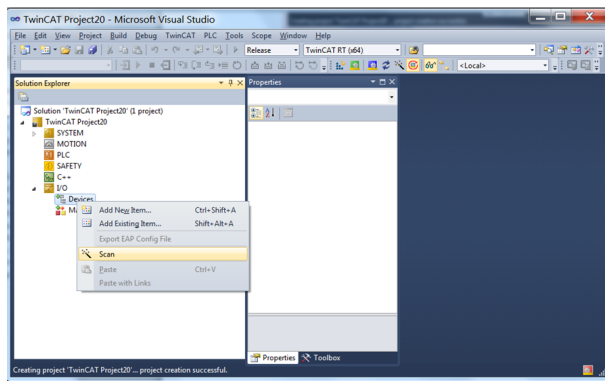 TwinCAT Project20 - Microsoft Visual Studio
File Edit View Project Build Debug TwinCAT PLC Tools Scope Window Help
Release TwinCAT RT (x64)
<Local>
Solution Explorer
Properties
Solution 'TwinCAT Project20' (1 project)
TwinCAT Project20
SYSTEM
MOTION
PLC
SAFETY
C++
I/O
Devices
Add New Item... Ctrl+Shift+A
Add Existing Item... Shift+Alt+A
Export EAP Config File
Scan
Paste Ctrl+V
Paste with Links
Properties Toolbox
Creating project 'TwinCAT Project20'... project creation successful.